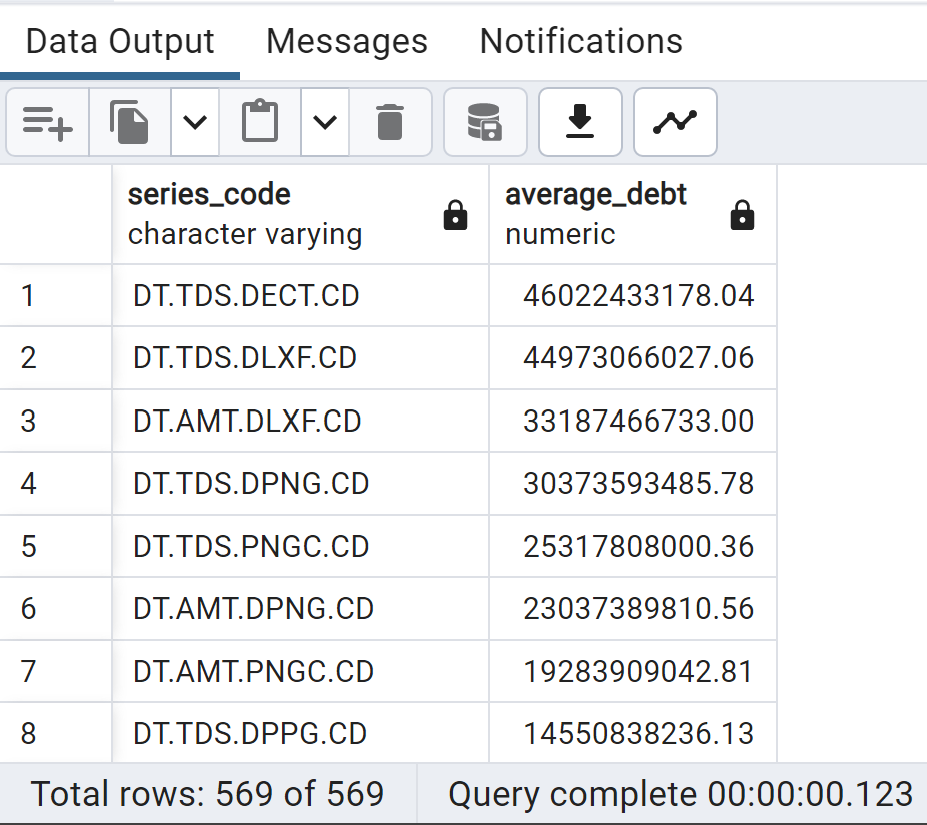 Data Output Messages Notifications
series_code average_debt
character varying numeric
1 DT.TDS.DECT.CD 46022433178.04
2 DT.TDS.DLXF.CD 44973066027.06
3 DT.AMT.DLXF.CD 33187466733.00
4 DT.TDS.DPNG.CD 30373593485.78
5 DT.TDS.PNGC.CD 25317808000.36
6 DT.AMT.DPNG.CD 23037389810.56
7 DT.AMT.PNGC.CD 19283909042.81
8 DT.TDS.DPPG.CD 14550838236.13
Total rows: 569 of 569 Query complete 00:00:00.123